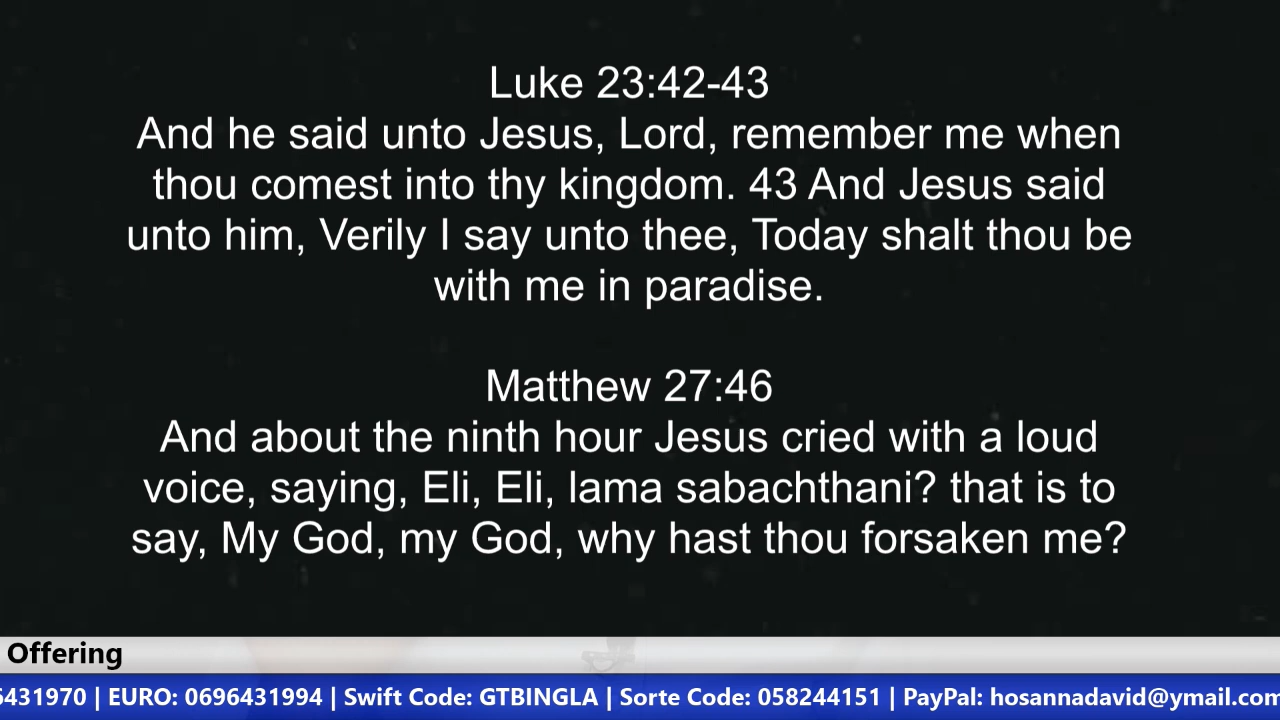 Luke 23:42-43
And he said unto Jesus, Lord, remember me when
thou comest into thy kingdom. 43 And Jesus said
unto him, Verily I say unto thee, Today shalt thou be
with me in paradise.
Matthew 27:46
And about the ninth hour Jesus cried with a loud
voice, saying, Eli, Eli, lama sabachthani? that is to
say, My God, my God, why hast thou forsaken me?
Offering
431970 | EURO: 0696431994 | Swift Code: GTBINGLA | Sorte Code: 058244151 | PayPal: hosannadavid@ymail.com